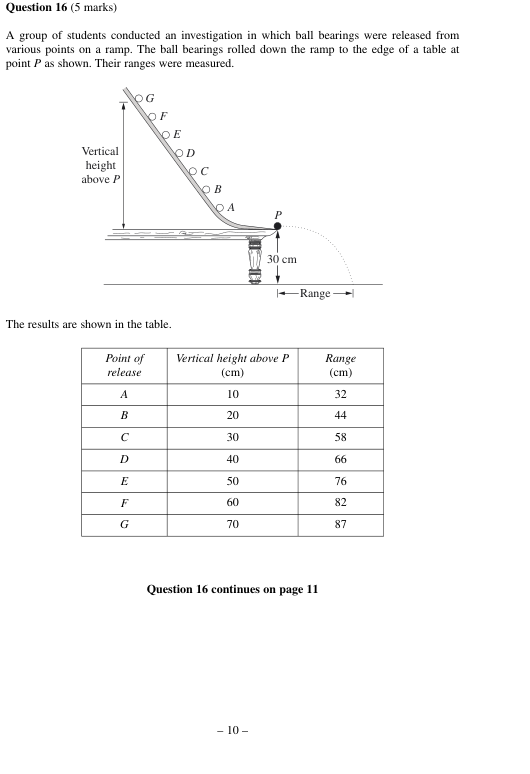 Question 16 (5 marks)
A group of students conducted an investigation in which ball bearings were released from
various points on a ramp. The ball bearings rolled down the ramp to the edge of a table at
point P as shown. Their ranges were measured.
G
F
E
D
C
B
A
Vertical
height
above P
P
30 cm
Range
The results are shown in the table.
Point of release Vertical height above P (cm) Range (cm)
A 10 32
B 20 44
C 30 58
D 40 66
E 50 76
F 60 82
G 70 87
Question 16 continues on page 11
– 10 –